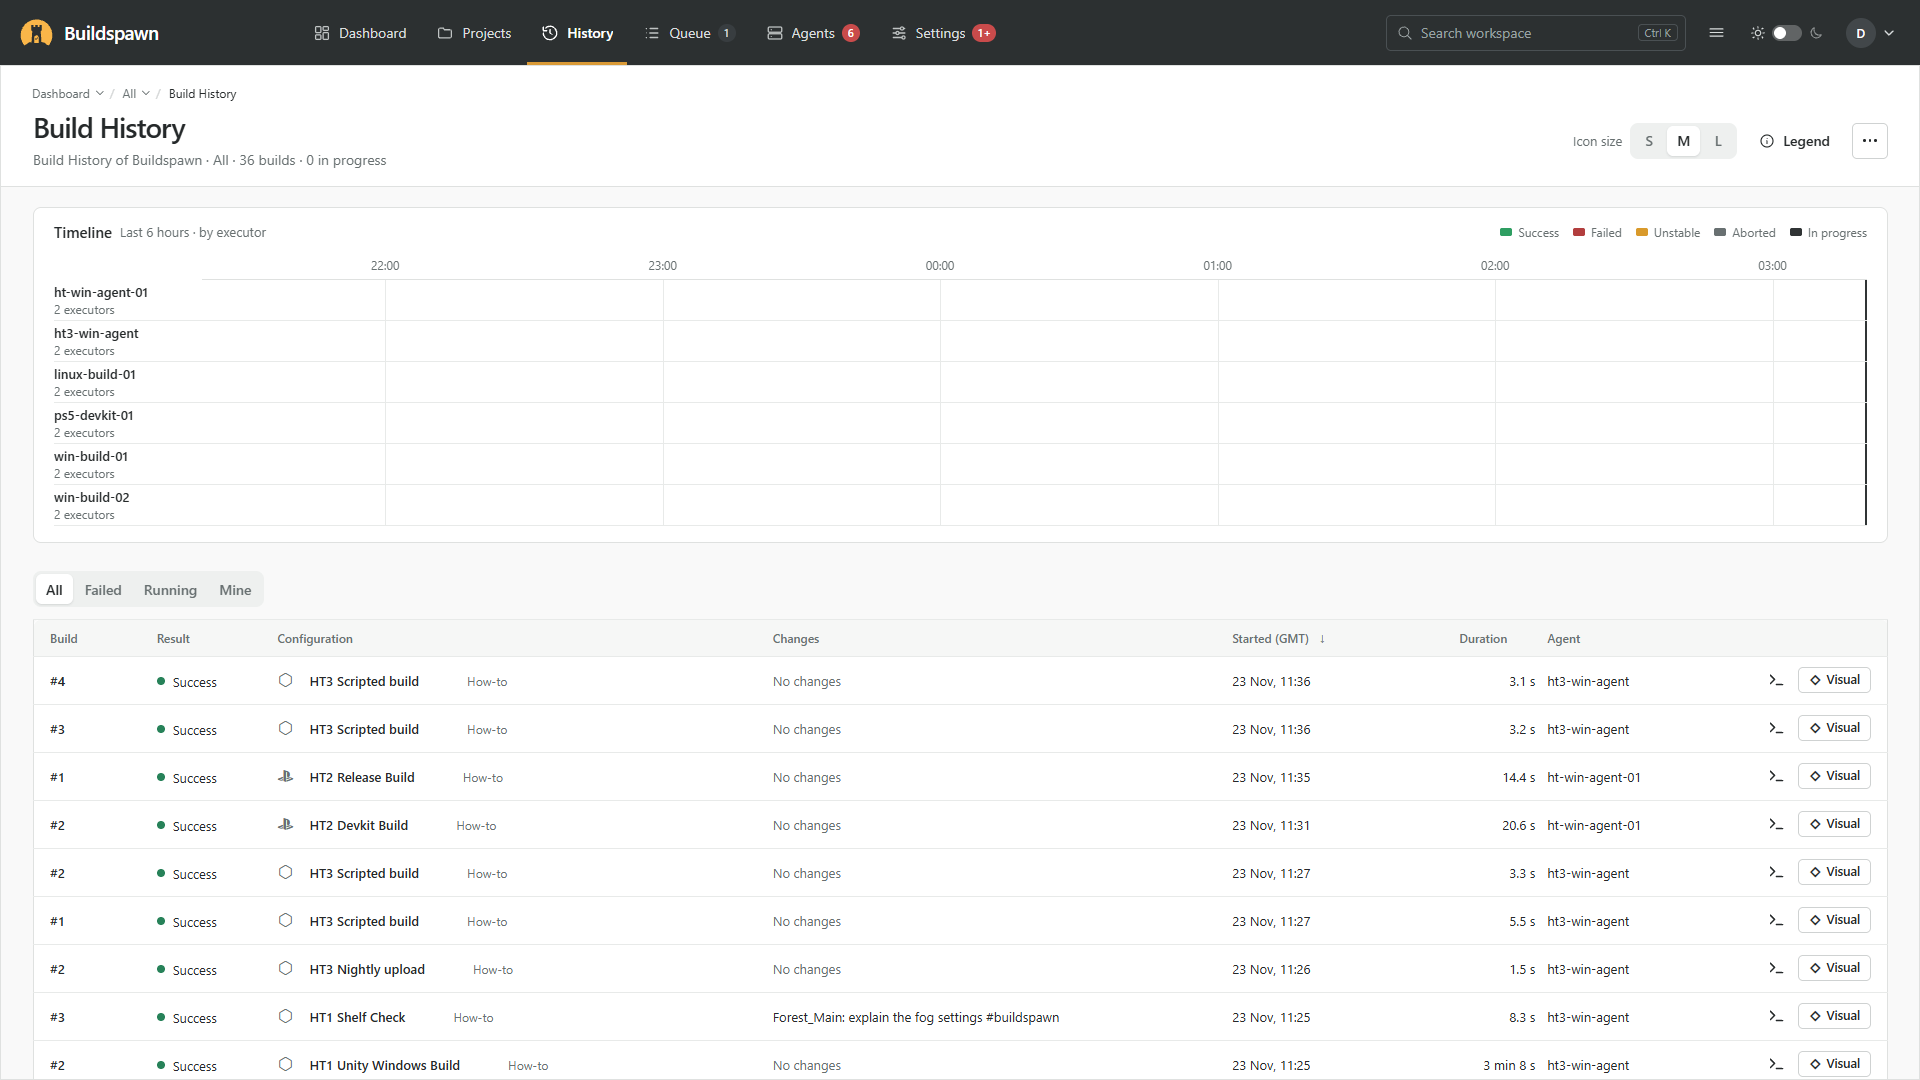 Buildspawn
Dashboard
Projects
History
Queue 1
Agents 6
Settings 1+
Search workspace Ctrl K
D
Dashboard / All / Build History
Build History
Build History of Buildspawn · All · 36 builds · 0 in progress
Icon size S M L
Legend
Timeline Last 6 hours · by executor
Success Failed Unstable Aborted In progress
22:00 23:00 00:00 01:00 02:00 03:00
ht-win-agent-01
2 executors
ht3-win-agent
2 executors
linux-build-01
2 executors
ps5-devkit-01
2 executors
win-build-01
2 executors
win-build-02
2 executors
All Failed Running Mine
Build Result Configuration Changes Started (GMT) ↓ Duration Agent
#4 Success HT3 Scripted build How-to No changes 23 Nov, 11:36 3.1 s ht3-win-agent Visual
#3 Success HT3 Scripted build How-to No changes 23 Nov, 11:36 3.2 s ht3-win-agent Visual
#1 Success HT2 Release Build How-to No changes 23 Nov, 11:35 14.4 s ht-win-agent-01 Visual
#2 Success HT2 Devkit Build How-to No changes 23 Nov, 11:31 20.6 s ht-win-agent-01 Visual
#2 Success HT3 Scripted build How-to No changes 23 Nov, 11:27 3.3 s ht3-win-agent Visual
#1 Success HT3 Scripted build How-to No changes 23 Nov, 11:27 5.5 s ht3-win-agent Visual
#2 Success HT3 Nightly upload How-to No changes 23 Nov, 11:26 1.5 s ht3-win-agent Visual
#3 Success HT1 Shelf Check How-to Forest_Main: explain the fog settings #buildspawn 23 Nov, 11:25 8.3 s ht3-win-agent Visual
#2 Success HT1 Unity Windows Build How-to No changes 23 Nov, 11:25 3 min 8 s ht3-win-agent Visual